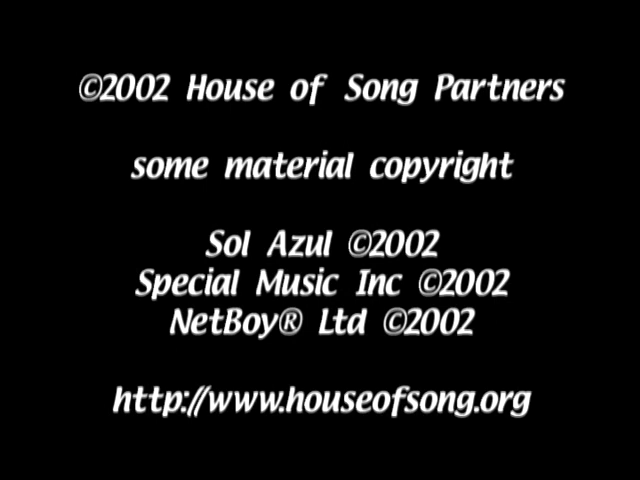 ©2002 House of Song Partners
some material copyright
Sol Azul ©2002
Special Music Inc ©2002
NetBoy® Ltd ©2002
http://www.houseofsong.org